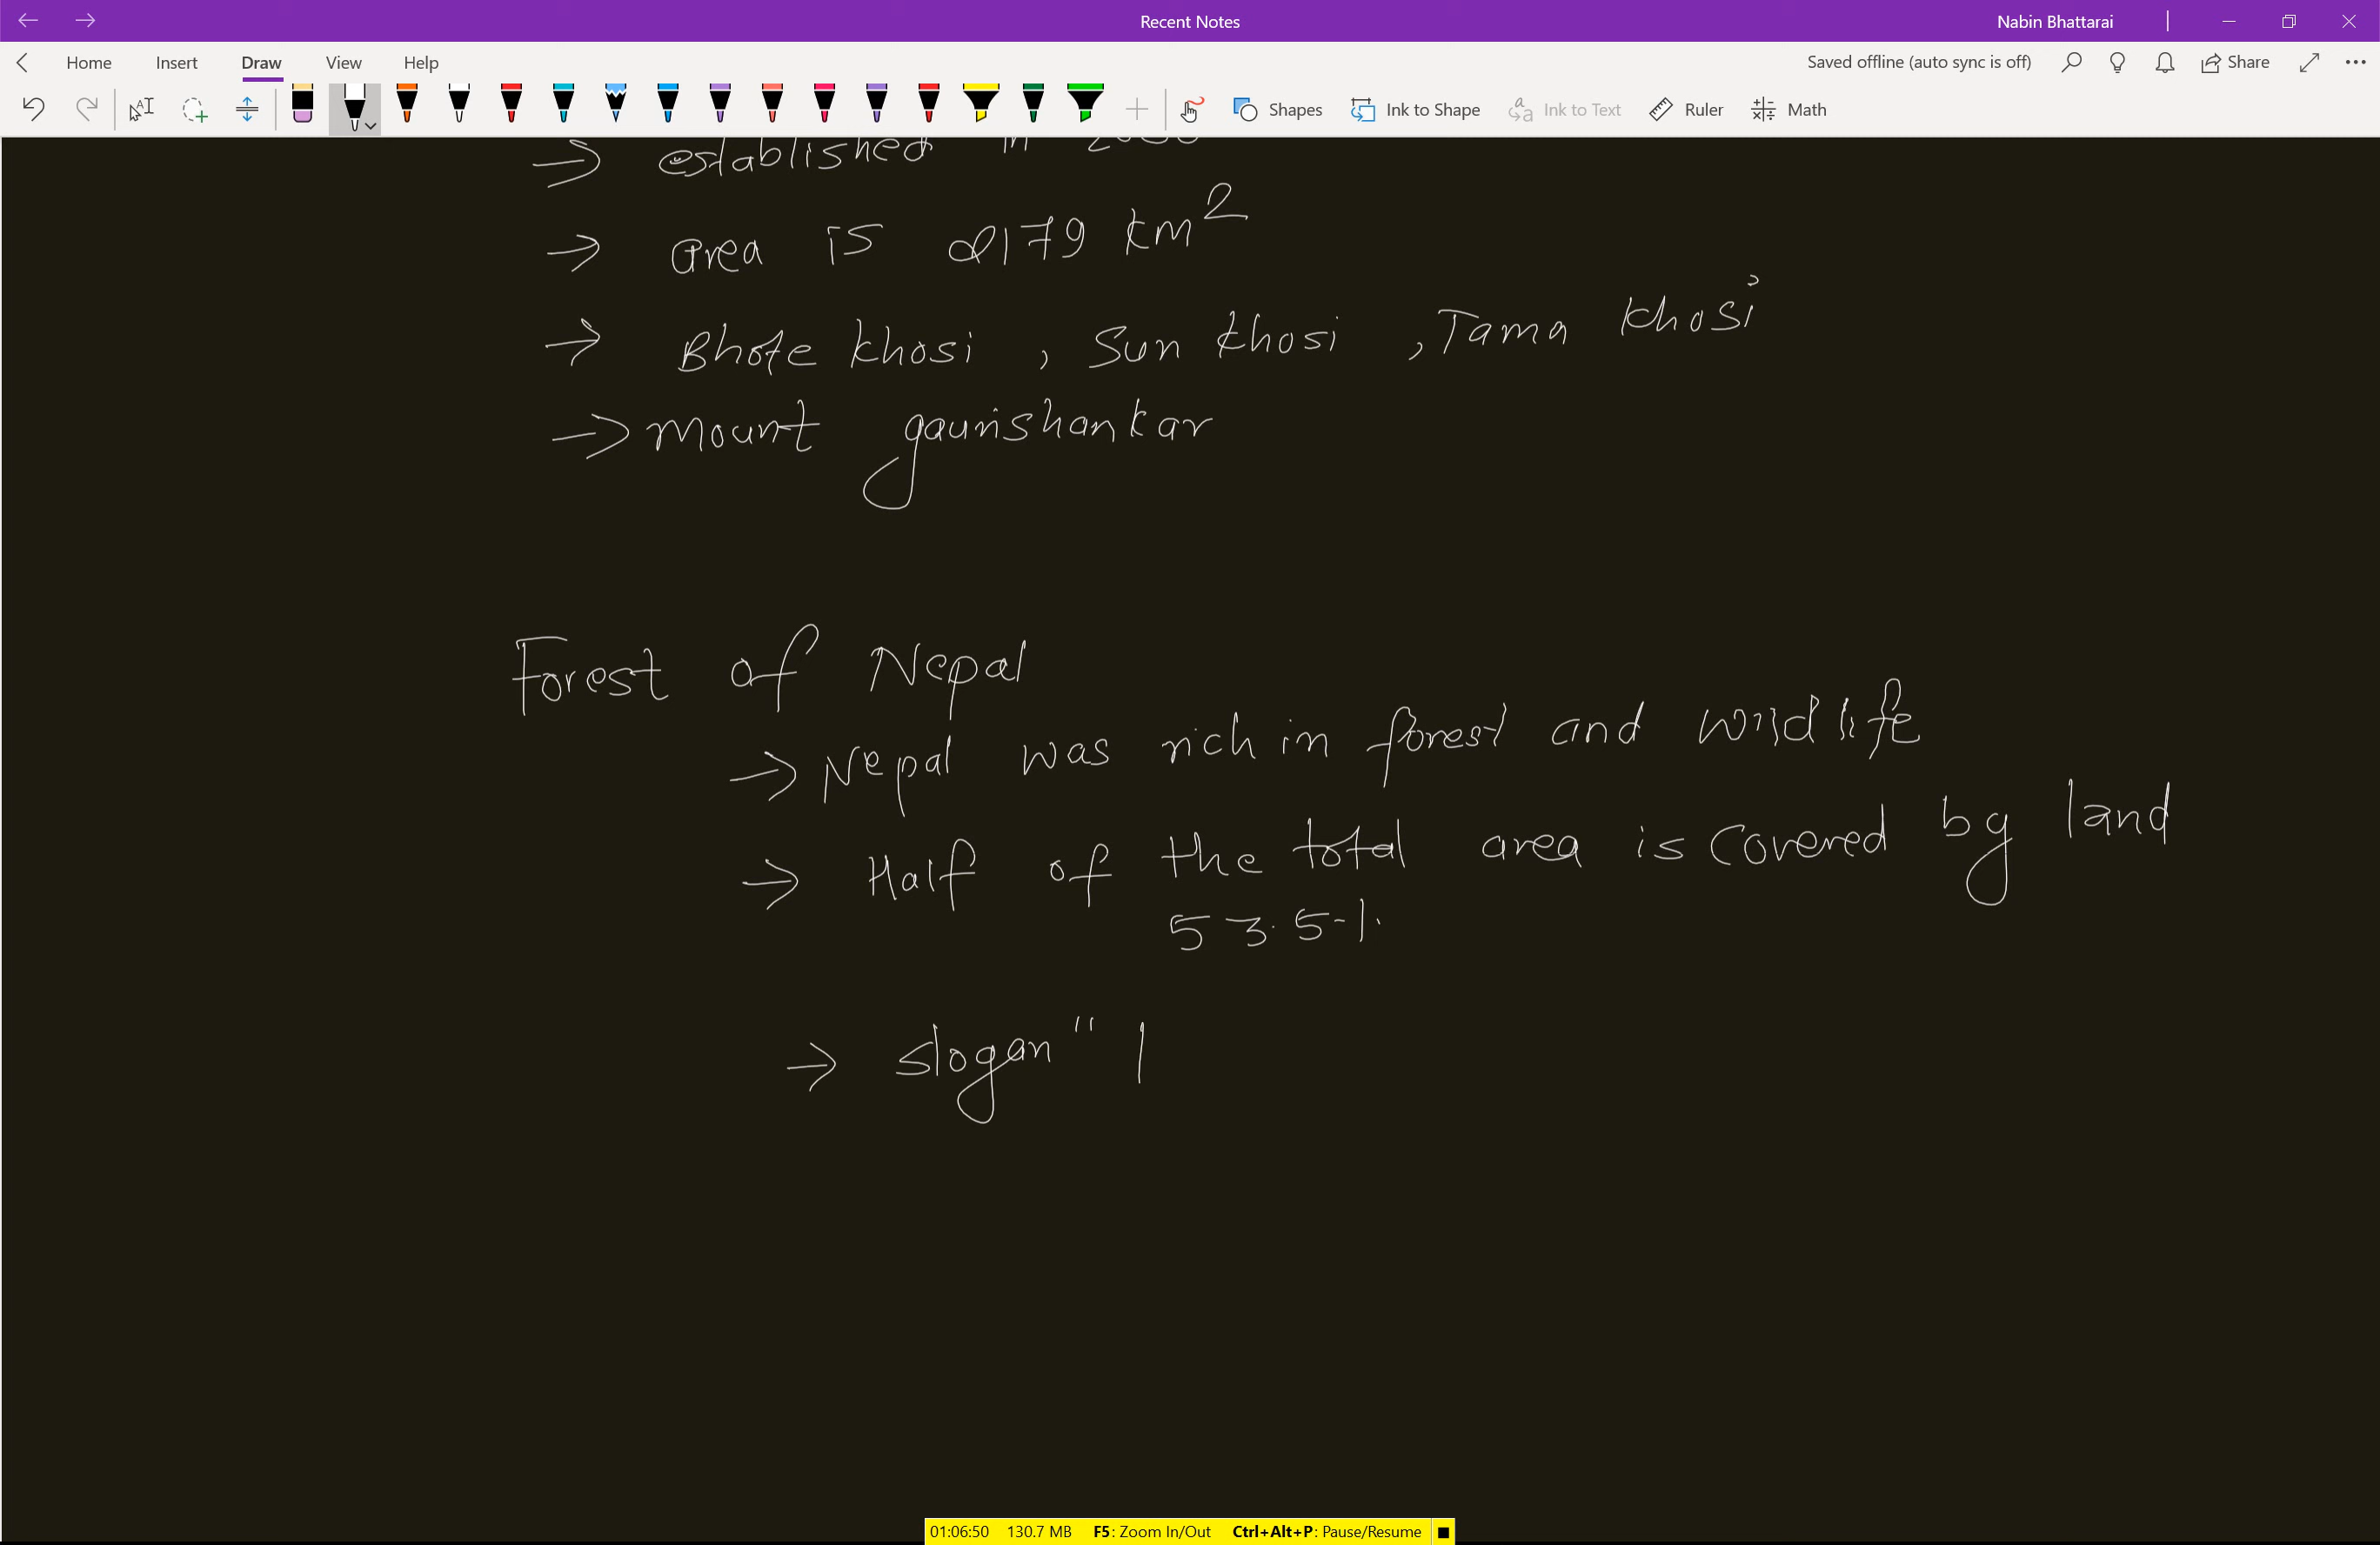 Recent Notes
Nabin Bhattarai
Home Insert Draw View Help
Saved offline (auto sync is off)
Share
Shapes Ink to Shape Ink to Text Ruler Math
→ established in
→ area is 2179 km²
→ Bhote khosi , Sun khosi , Tama khosi
→ mount gaurishankar
Forest of Nepal
→ Nepal was rich in forest and wildlife
→ Half of the total area is covered by land
53.5%
→ slogan "
01:06:50 130.7 MB F5: Zoom In/Out Ctrl+Alt+P: Pause/Resume